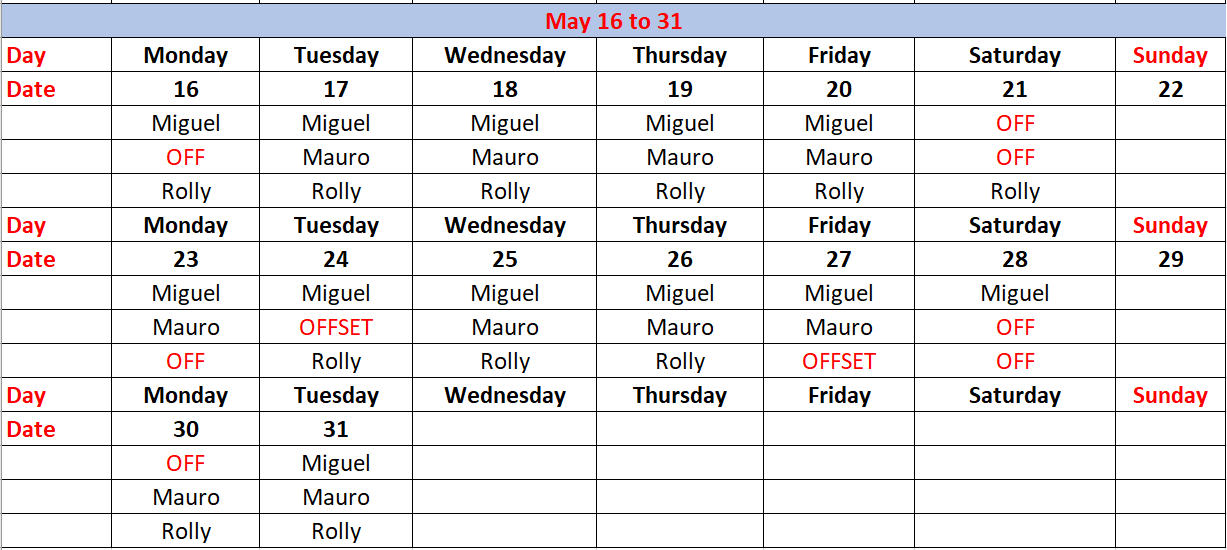 May 16 to 31
Day Monday Tuesday Wednesday Thursday Friday Saturday Sunday
Date 16 17 18 19 20 21 22
Miguel Miguel Miguel Miguel Miguel OFF
OFF Mauro Mauro Mauro Mauro OFF
Rolly Rolly Rolly Rolly Rolly Rolly
Day Monday Tuesday Wednesday Thursday Friday Saturday Sunday
Date 23 24 25 26 27 28 29
Miguel Miguel Miguel Miguel Miguel Miguel
Mauro OFFSET Mauro Mauro Mauro OFF
OFF Rolly Rolly Rolly OFFSET OFF
Day Monday Tuesday Wednesday Thursday Friday Saturday Sunday
Date 30 31
OFF Miguel
Mauro Mauro
Rolly Rolly